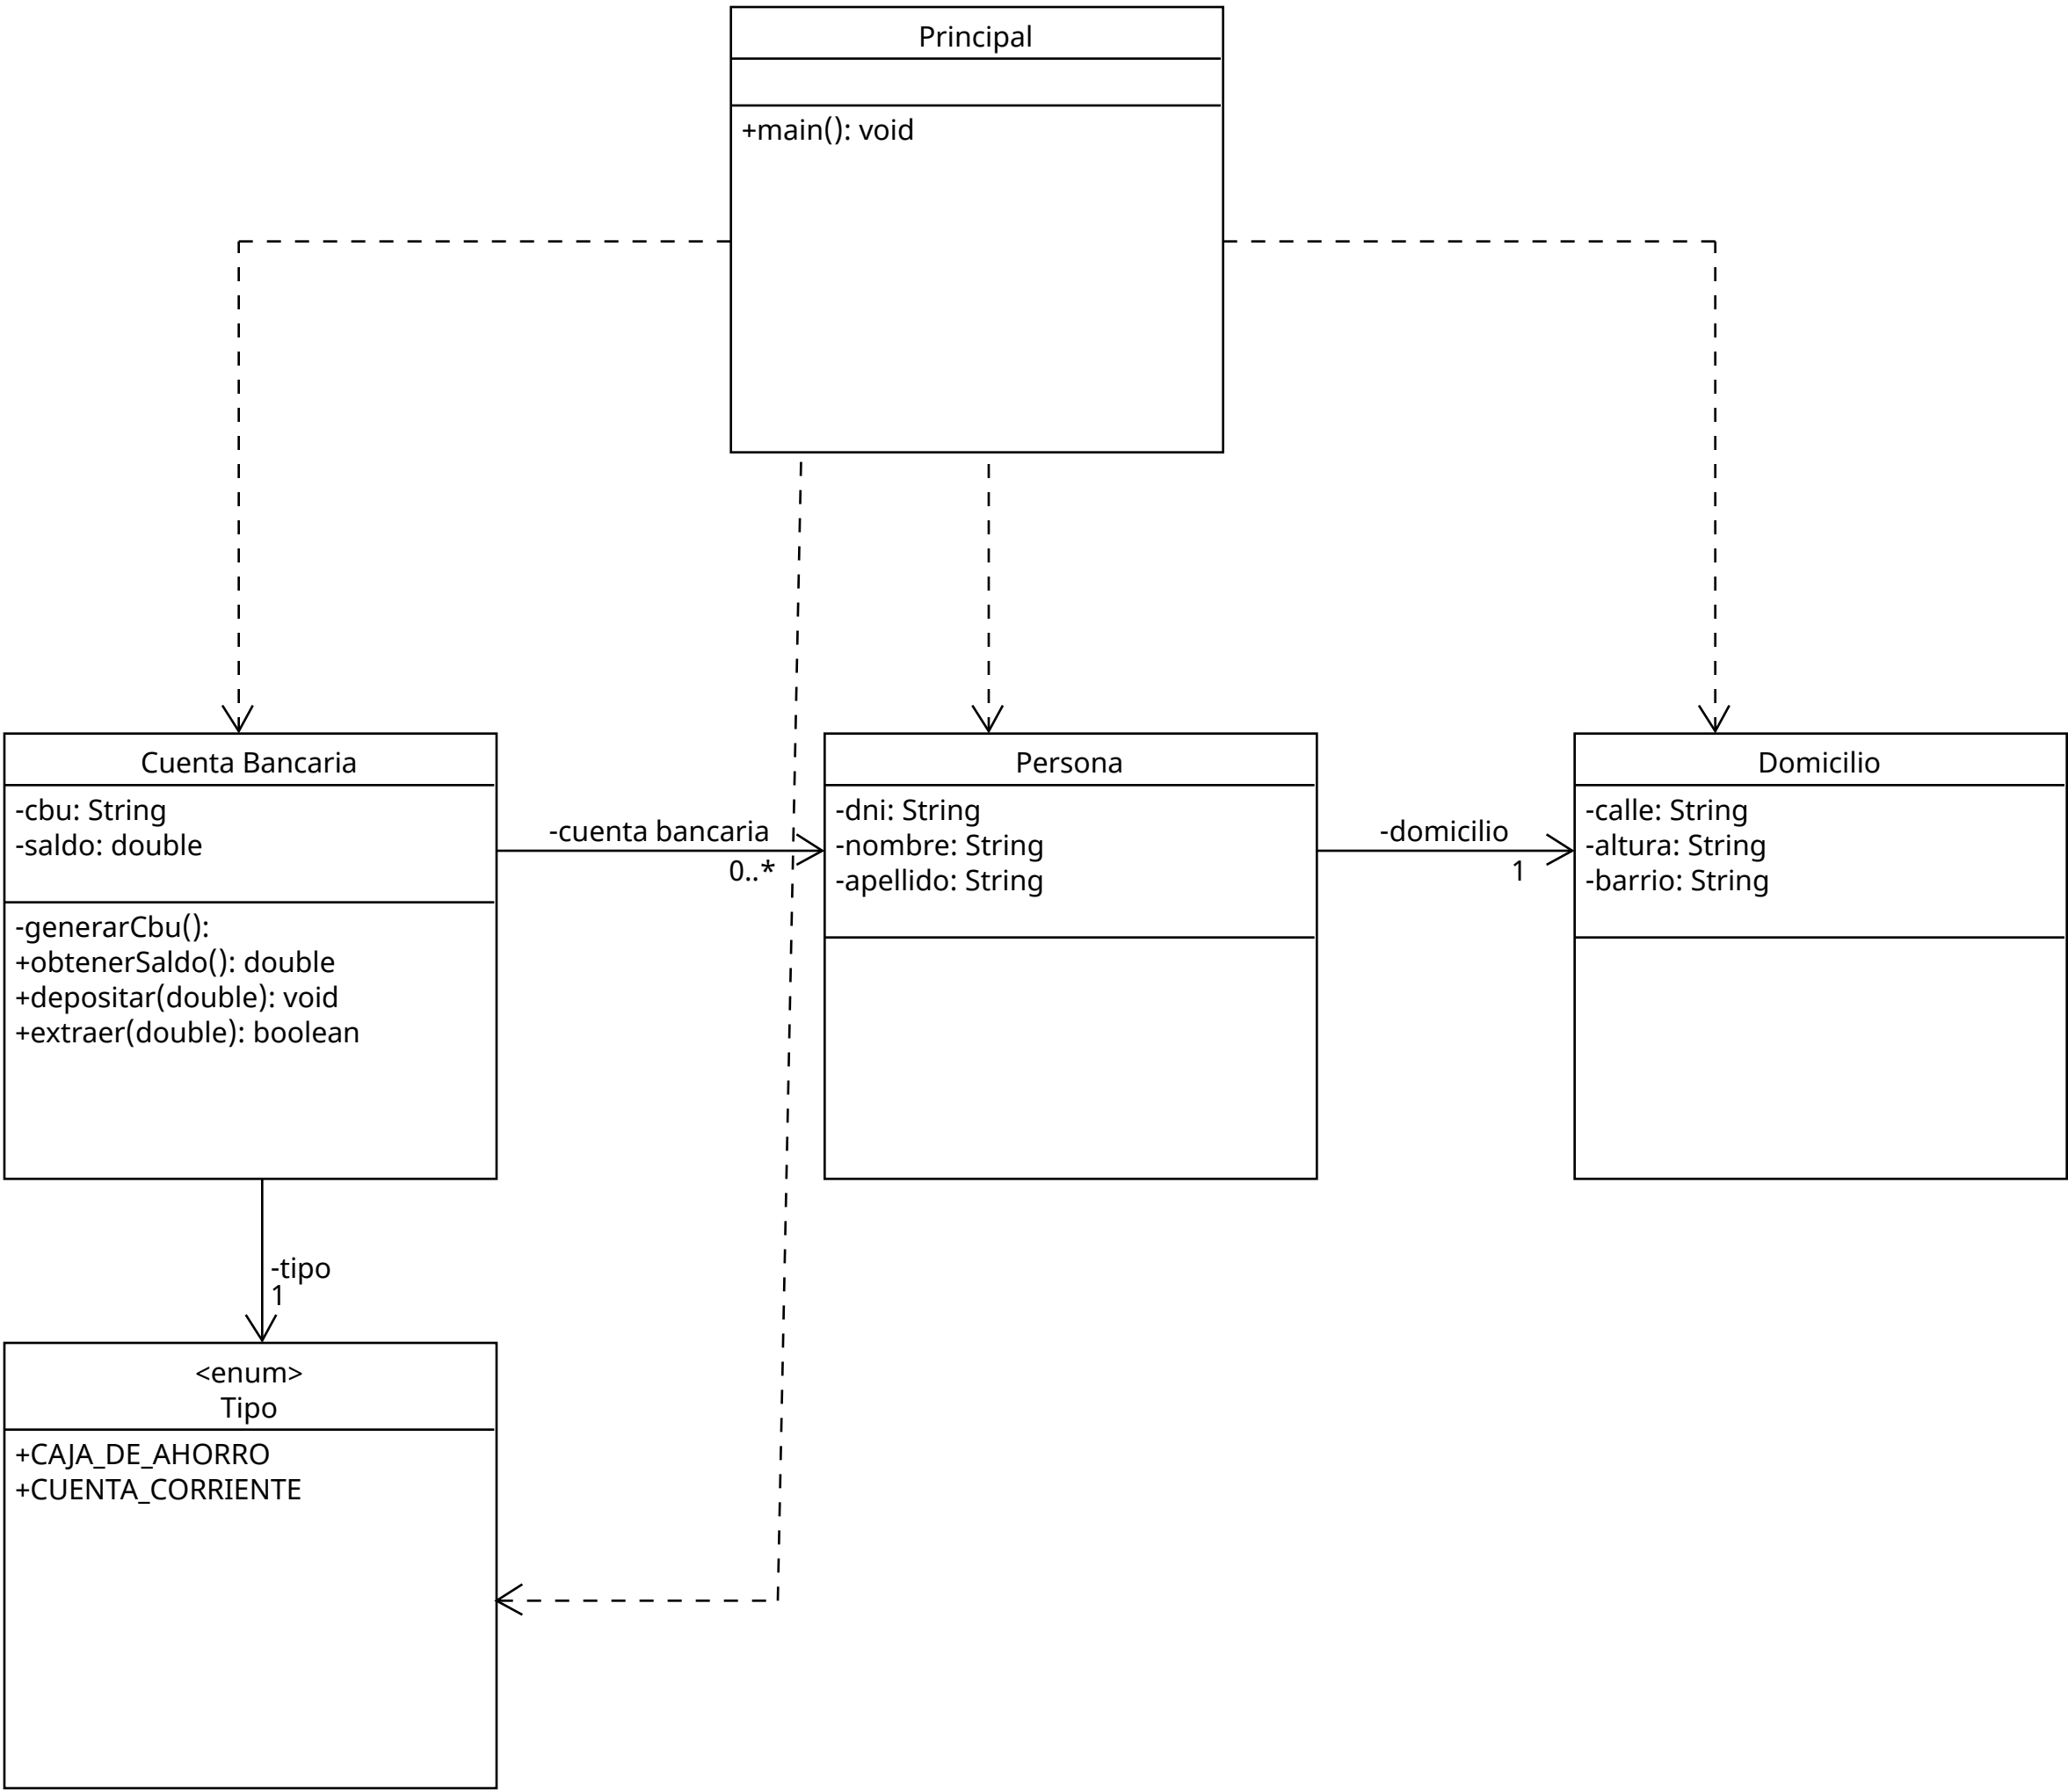 Principal
+main(): void
Cuenta Bancaria
-cbu: String
-saldo: double
-generarCbu():
+obtenerSaldo(): double
+depositar(double): void
+extraer(double): boolean
-cuenta bancaria
0..*
Persona
-dni: String
-nombre: String
-apellido: String
-domicilio
1
Domicilio
-calle: String
-altura: String
-barrio: String
-tipo
1
<enum>
Tipo
+CAJA_DE_AHORRO
+CUENTA_CORRIENTE